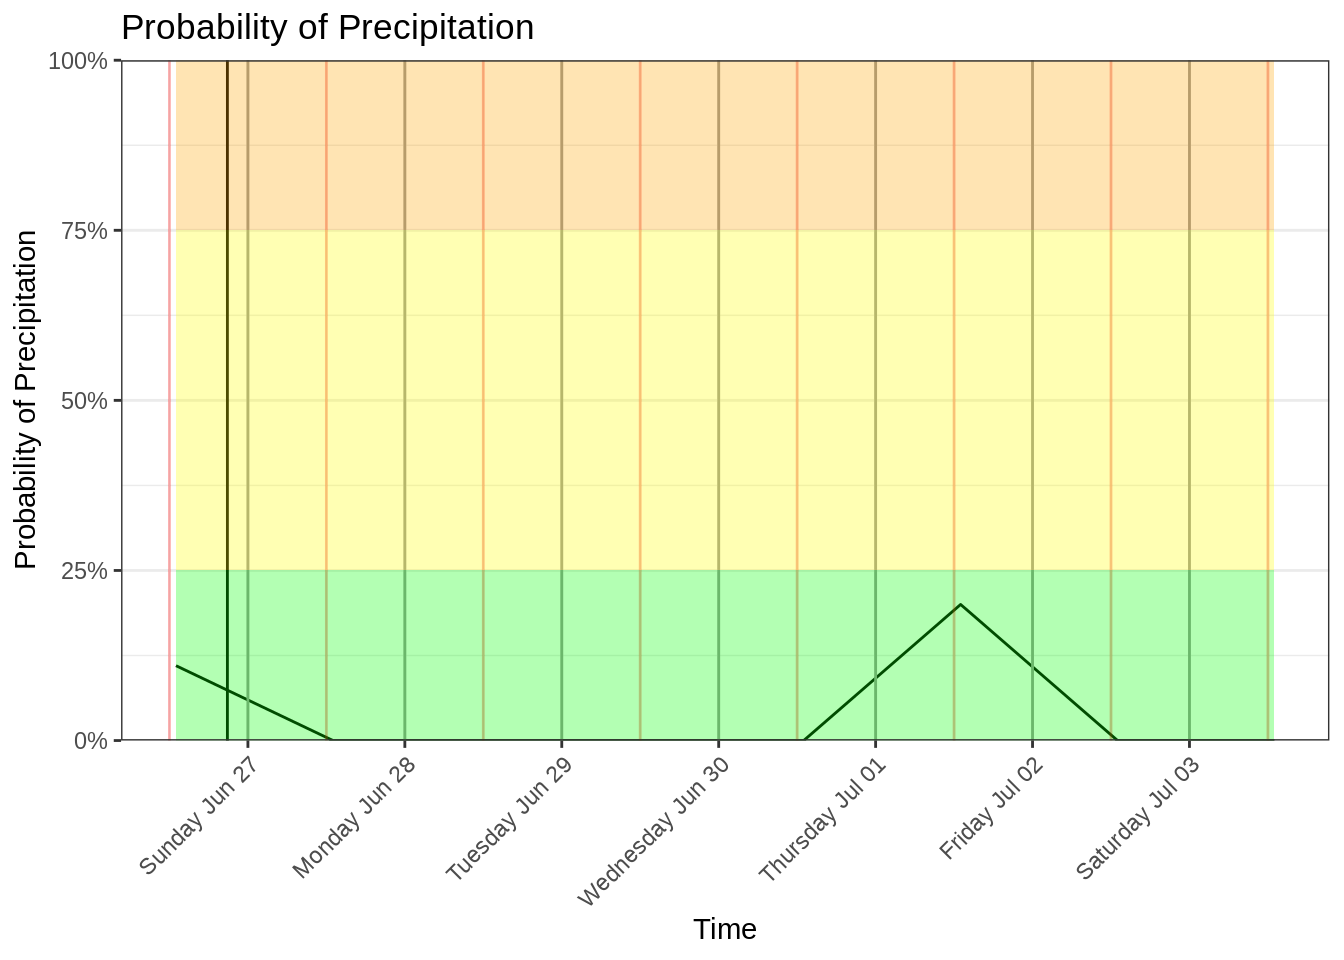 Probability of Precipitation
Probability of Precipitation
100%
75%
50%
25%
0%
Sunday Jun 27
Monday Jun 28
Tuesday Jun 29
Wednesday Jun 30
Thursday Jul 01
Friday Jul 02
Saturday Jul 03
Time